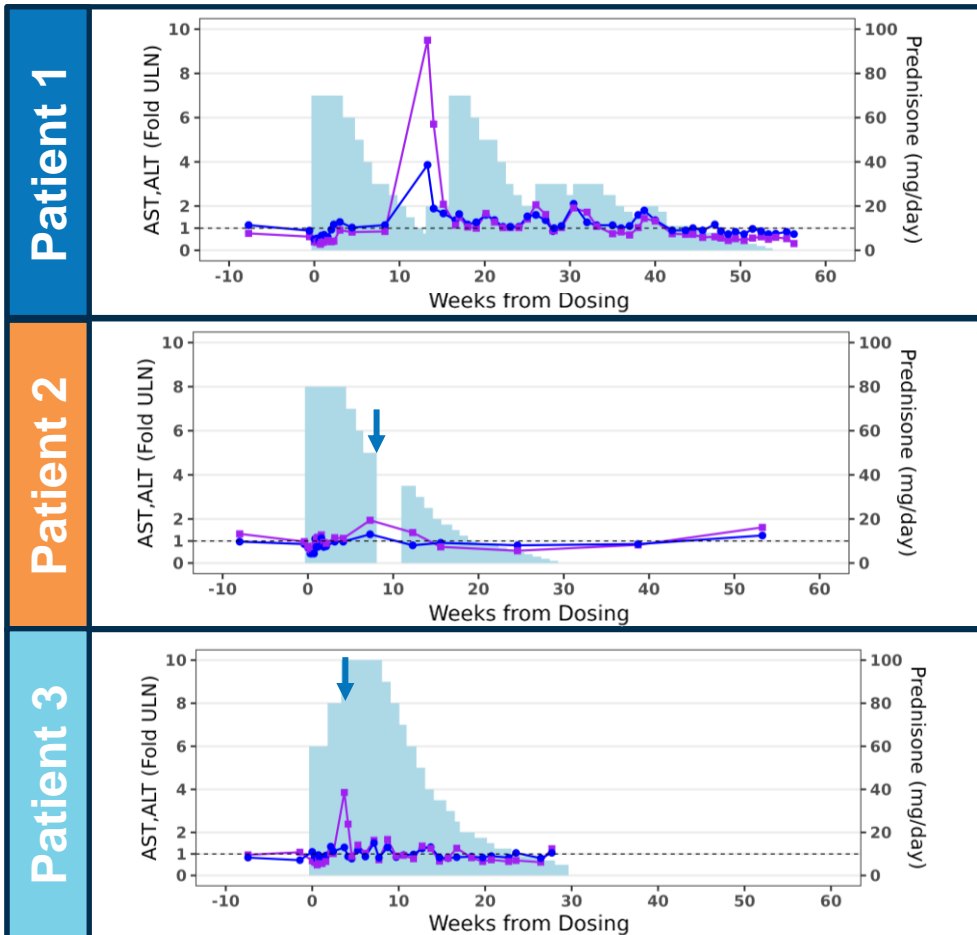 Patient 1
AST,ALT (Fold ULN)
10
8
6
4
2
1
0
100
80
60
40
20
10
0
Prednisone (mg/day)
-10 0 10 20 30 40 50 60
Weeks from Dosing
Patient 2
AST,ALT (Fold ULN)
10
8
6
4
2
1
0
100
80
60
40
20
10
0
Prednisone (mg/day)
-10 0 10 20 30 40 50 60
Weeks from Dosing
Patient 3
AST,ALT (Fold ULN)
10
8
6
4
2
1
0
100
80
60
40
20
10
0
Prednisone (mg/day)
-10 0 10 20 30 40 50 60
Weeks from Dosing